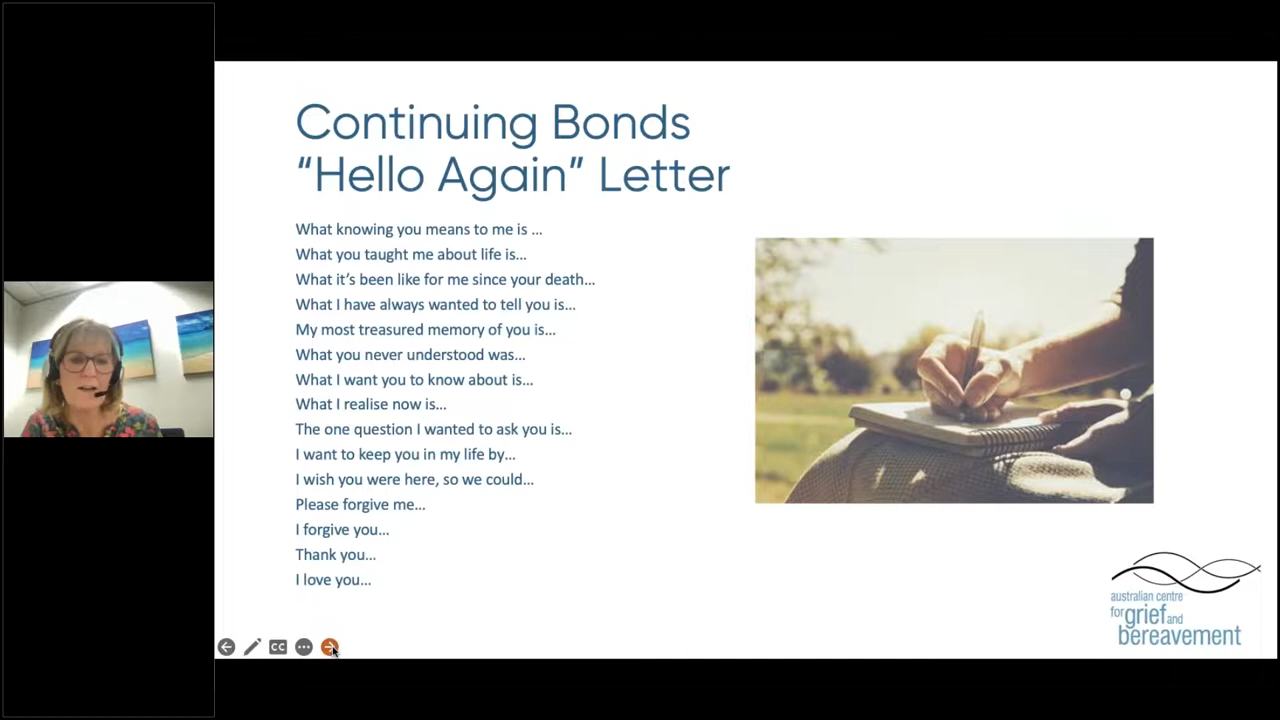 Continuing Bonds
“Hello Again” Letter
What knowing you means to me is ...
What you taught me about life is...
What it’s been like for me since your death...
What I have always wanted to tell you is...
My most treasured memory of you is...
What you never understood was...
What I want you to know about is...
What I realise now is...
The one question I wanted to ask you is...
I want to keep you in my life by...
I wish you were here, so we could...
Please forgive me...
I forgive you...
Thank you...
I love you...
australian centre
for grief and
bereavement
CC